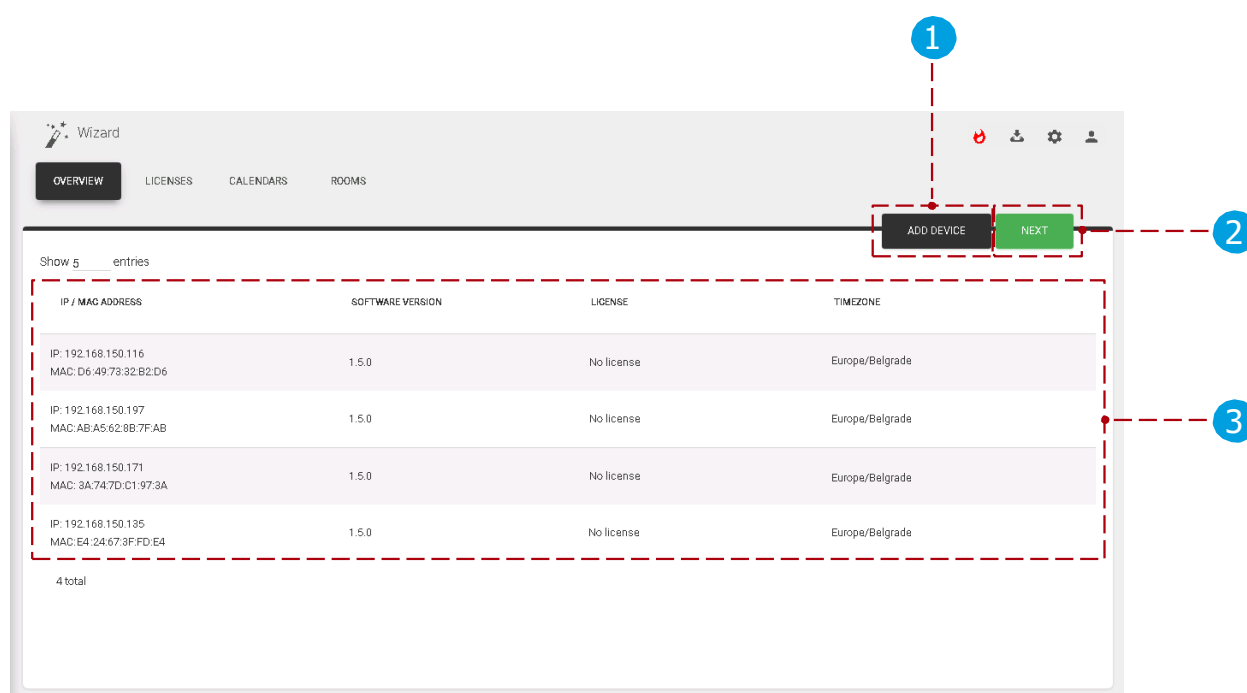 1
Wizard
OVERVIEW LICENSES CALENDARS ROOMS
ADD DEVICE NEXT
2
Show 5 entries
IP / MAC ADDRESS SOFTWARE VERSION LICENSE TIMEZONE
IP: 192.168.150.116
MAC: D6:49:73:32:B2:D6
1.5.0 No license Europe/Belgrade
IP: 192.168.150.197
MAC: AB:A5:62:8B:7F:AB
1.5.0 No license Europe/Belgrade
3
IP: 192.168.150.171
MAC: 3A:74:7D:C1:97:3A
1.5.0 No license Europe/Belgrade
IP: 192.168.150.135
MAC: E4:24:67:3F:FD:E4
1.5.0 No license Europe/Belgrade
4 total